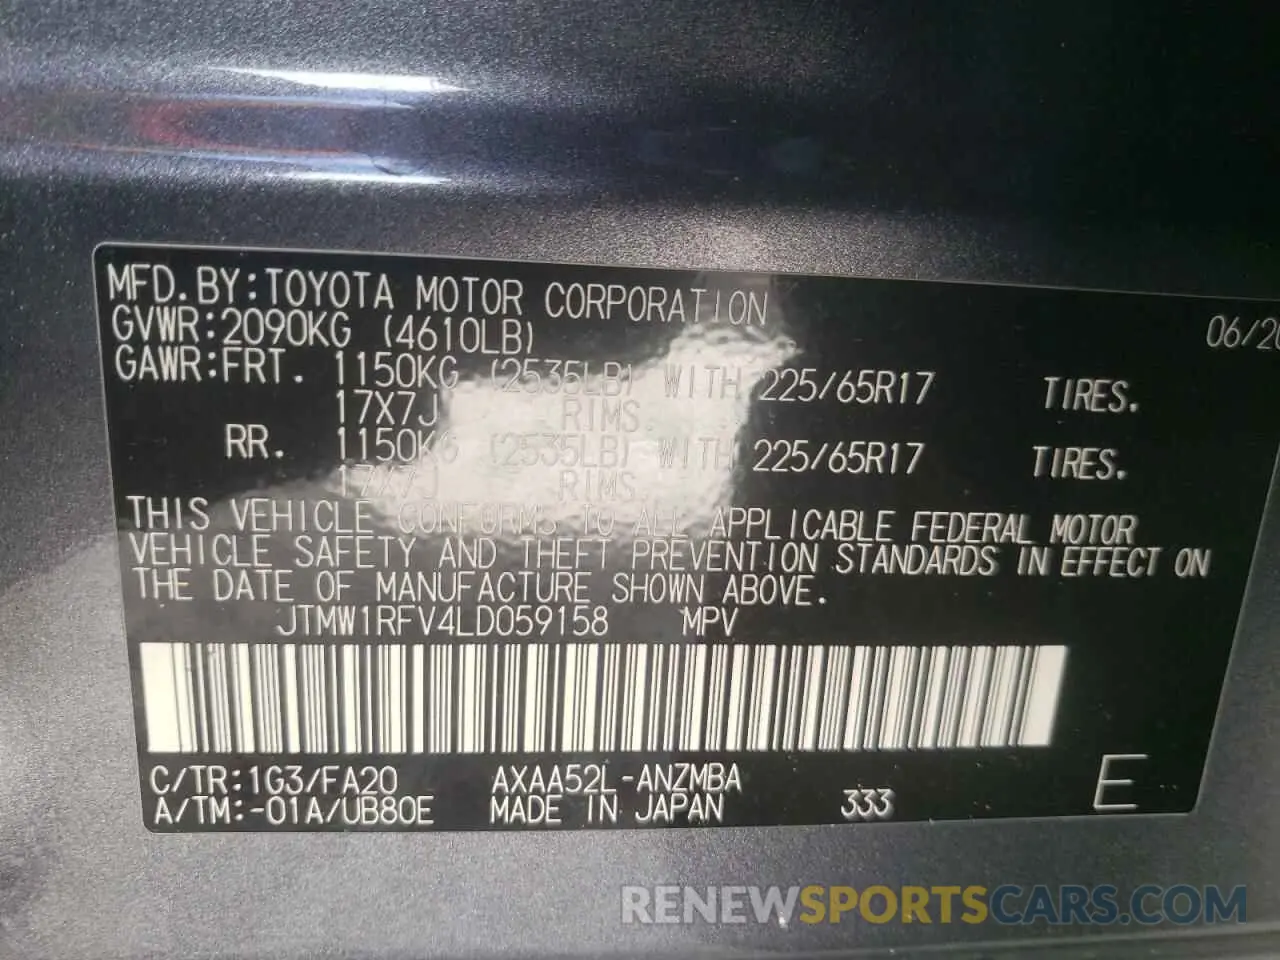 MFD.BY:TOYOTA MOTOR CORPORATION 06/20
GVWR:2090KG (4610LB)
GAWR:FRT. 1150KG (2535LB) WITH 225/65R17 TIRES.
17X7J RIMS.
RR. 1150KG (2535LB) WITH 225/65R17 TIRES.
17X7J RIMS.
THIS VEHICLE CONFORMS TO ALL APPLICABLE FEDERAL MOTOR
VEHICLE SAFETY AND THEFT PREVENTION STANDARDS IN EFFECT ON
THE DATE OF MANUFACTURE SHOWN ABOVE.
JTMW1RFV4LD059158 MPV
C/TR:1G3/FA20 AXAA52L-ANZMBA
A/TM:-01A/UB80E MADE IN JAPAN 333 E
RENEWSPORTSCARS.COM